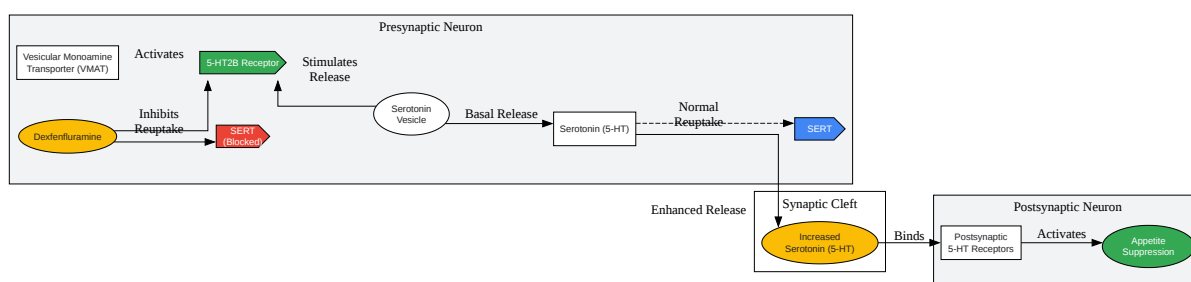 Presynaptic Neuron
Vesicular Monoamine
Transporter (VMAT)
Activates
5-HT2B Receptor
Stimulates
Release
Dexfenfluramine
Inhibits
Reuptake
SERT
(Blocked)
Serotonin
Vesicle
Basal Release
Serotonin (5-HT)
Normal
Reuptake
SERT
Enhanced Release
Synaptic Cleft
Increased
Serotonin (5-HT)
Binds
Postsynaptic Neuron
Postsynaptic
5-HT Receptors
Activates
Appetite
Suppression